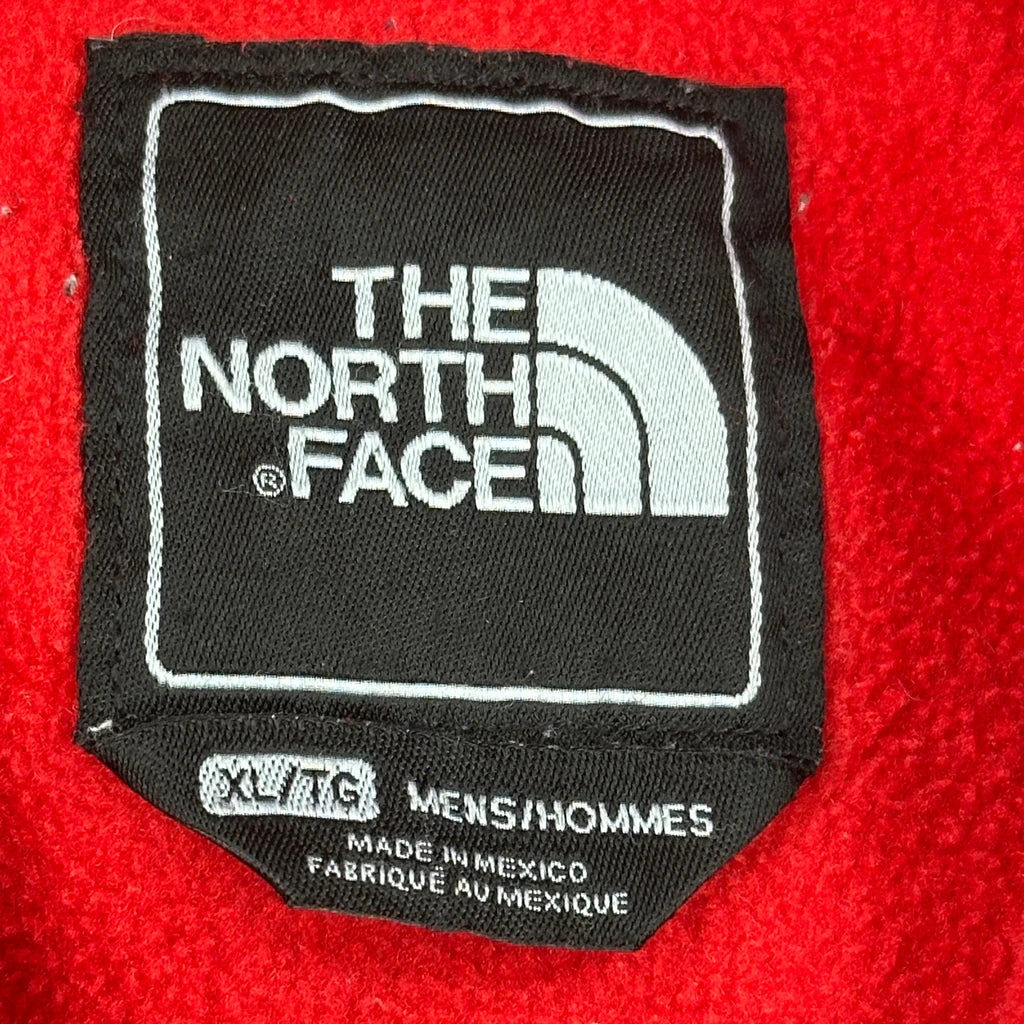 THE
NORTH
® FACE
XL/TG MENS/HOMMES
MADE IN MEXICO
FABRIQUÉ AU MEXIQUE